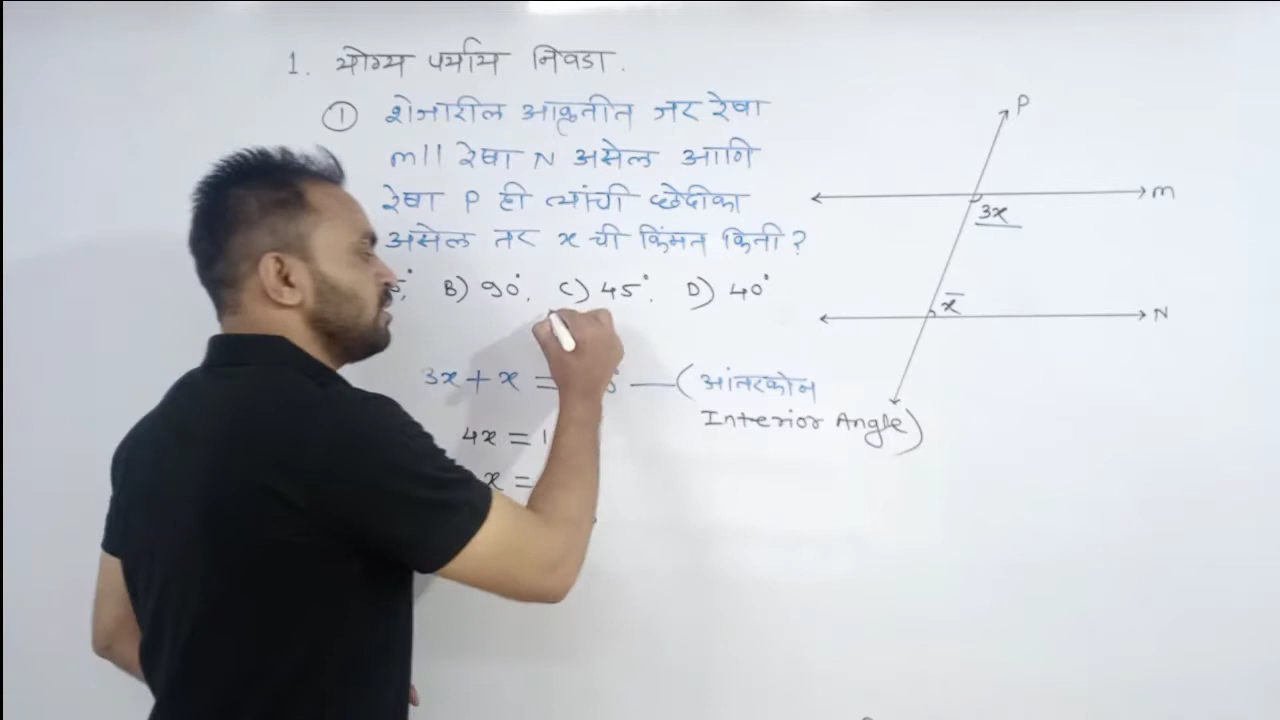 1. योग्य पर्याय निवडा.
① शेजारील आकृतीत जर रेषा
m || रेषा N असेल आणि
रेषा P ही त्यांची छेदीका
असेल तर x ची किंमत किती?
B) 90°. C) 45°. D) 40°
3x + x = — (आंतरकोन
Interior Angle)
4x = 1
x =
P
m
3x
x
N